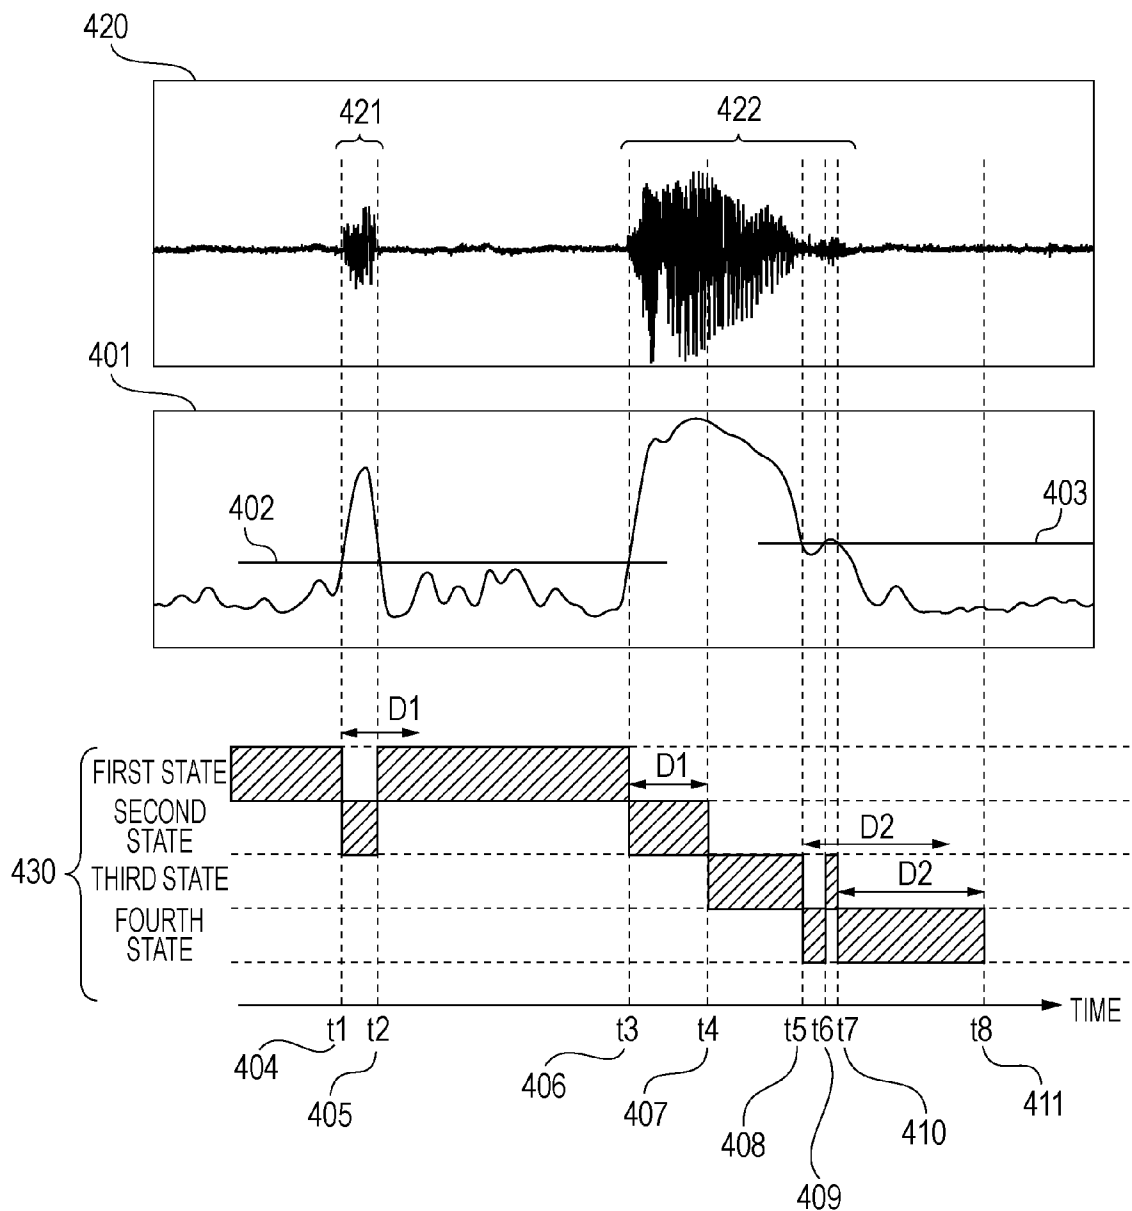 420
421
422
401
402
403
D1
FIRST STATE
D1
SECOND
STATE
D2
430
THIRD STATE
D2
FOURTH
STATE
TIME
t1 t2 t3 t4 t5 t6 t7 t8
404
405
406
407
408
409
410
411